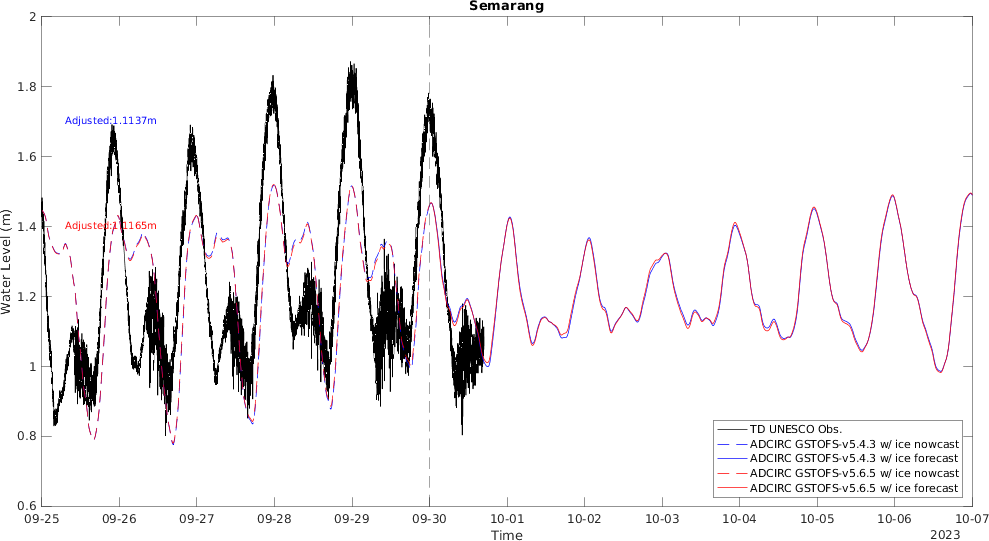 Semarang
2
1.8
1.6
1.4
1.2
1
0.8
0.6
Water Level (m)
Adjusted:1.1137m
Adjusted:1.1165m
TD UNESCO Obs.
ADCIRC GSTOFS-v5.4.3 w/ ice nowcast
ADCIRC GSTOFS-v5.4.3 w/ ice forecast
ADCIRC GSTOFS-v5.6.5 w/ ice nowcast
ADCIRC GSTOFS-v5.6.5 w/ ice forecast
09-25 09-26 09-27 09-28 09-29 09-30 10-01 10-02 10-03 10-04 10-05 10-06 10-07
Time
2023